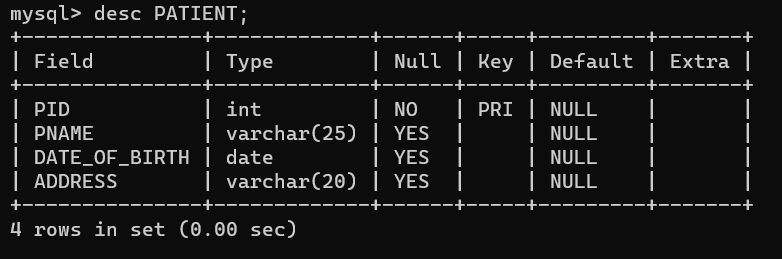 mysql> desc PATIENT;
+---------------+-------------+------+-----+---------+-------+
| Field         | Type        | Null | Key | Default | Extra |
+---------------+-------------+------+-----+---------+-------+
| PID           | int         | NO   | PRI | NULL    |       |
| PNAME         | varchar(25) | YES  |     | NULL    |       |
| DATE_OF_BIRTH | date        | YES  |     | NULL    |       |
| ADDRESS       | varchar(20) | YES  |     | NULL    |       |
+---------------+-------------+------+-----+---------+-------+
4 rows in set (0.00 sec)